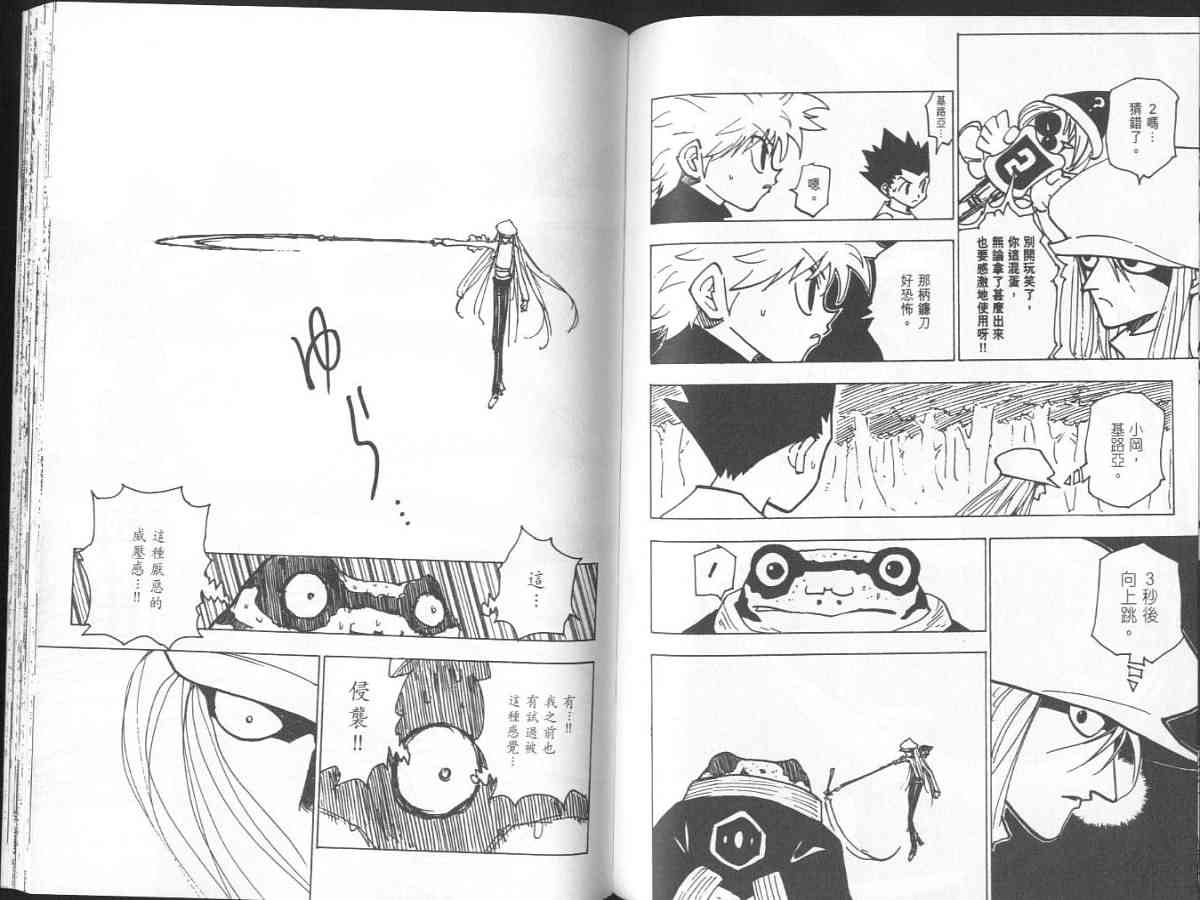 2嗎…
猜錯了。
2
別開玩笑了，
你這混蛋，
無論拿了甚麼出來
也要感激地使用呀!!
基路亞…
嗯。
那柄鐮刀
好恐怖。
小岡，
基路亞。
3秒後
向上跳。
！
ゆら…
這…
這種厭惡的
威壓感…!!
有…!!
我之前也
有試過被
這種感覺…
侵襲!!